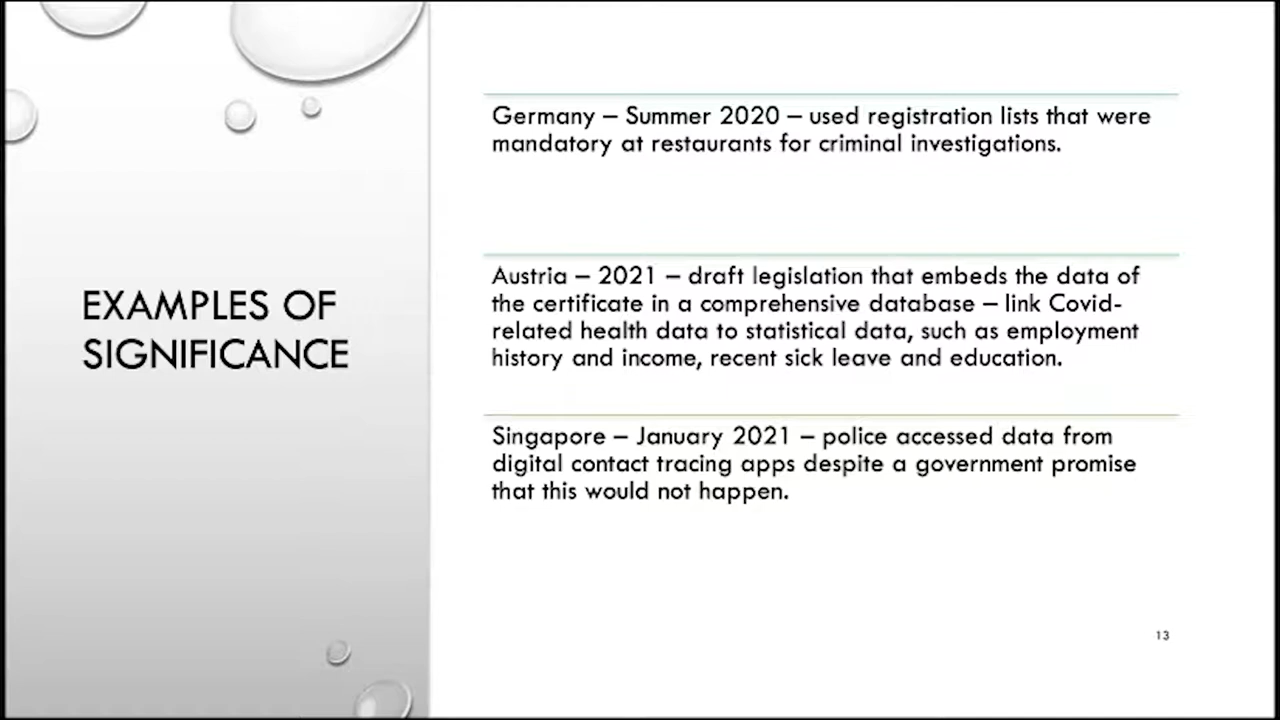 EXAMPLES OF
SIGNIFICANCE
Germany – Summer 2020 – used registration lists that were
mandatory at restaurants for criminal investigations.
Austria – 2021 – draft legislation that embeds the data of
the certificate in a comprehensive database – link Covid-
related health data to statistical data, such as employment
history and income, recent sick leave and education.
Singapore – January 2021 – police accessed data from
digital contact tracing apps despite a government promise
that this would not happen.
13